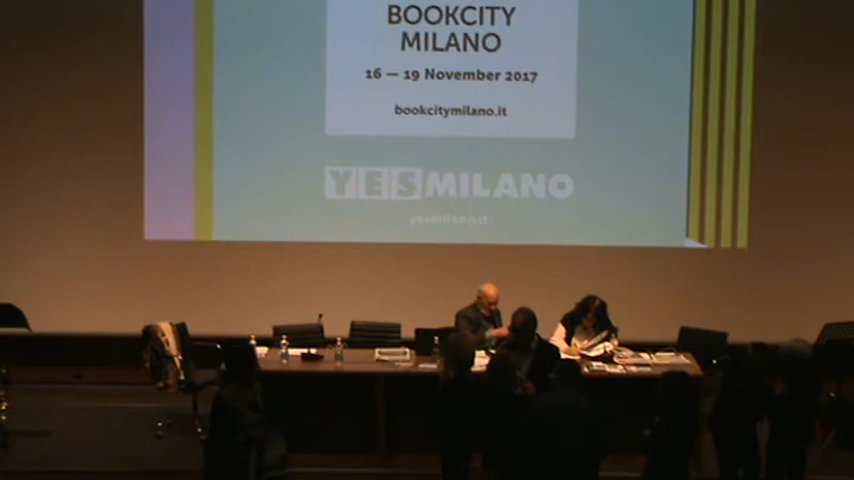 BOOKCITY
MILANO
16 — 19 November 2017
bookcitymilano.it
YESMILANO
yesmilano.it